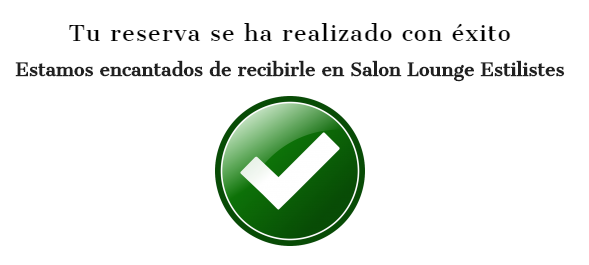 Tu reserva se ha realizado con éxito
Estamos encantados de recibirle en Salon Lounge Estilistes